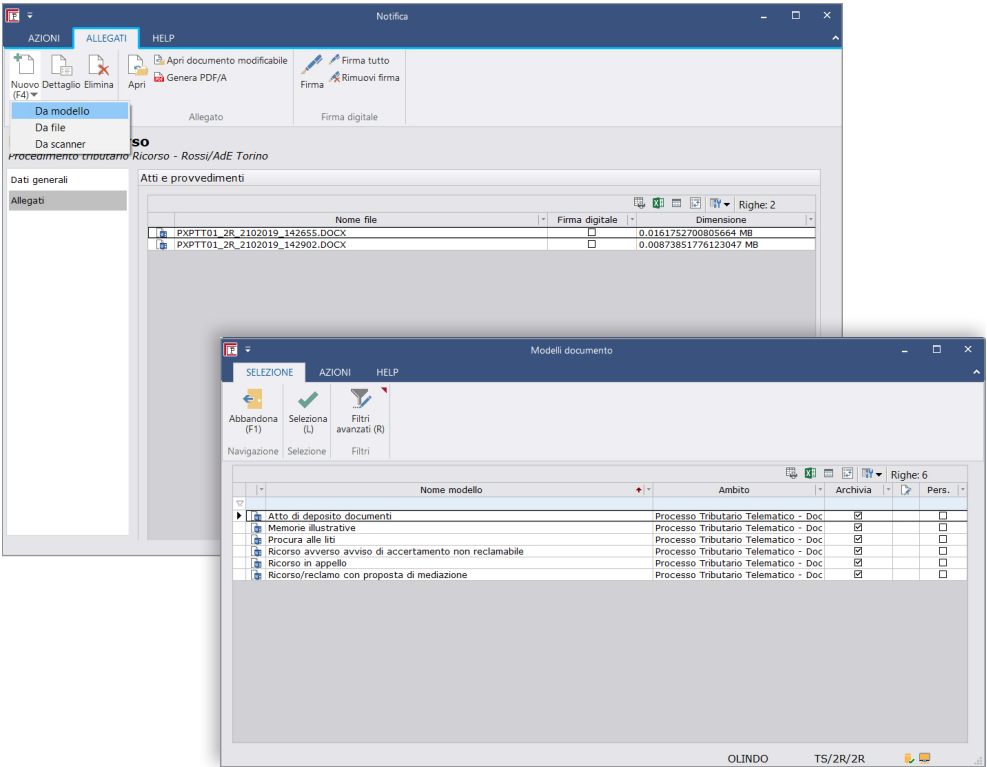 Notifica
AZIONI ALLEGATI HELP
Nuovo (F4) Dettaglio Elimina Apri Apri documento modificabile Firma Firma tutto
Genera PDF/A Rimuovi firma
Allegato Firma digitale
Da modello
Da file
Da scanner
so
Procedimento tributario Ricorso - Rossi/AdE Torino
Dati generali
Allegati
Atti e provvedimenti
Righe: 2
Nome file Firma digitale Dimensione
PXPTT01_2R_2102019_142655.DOCX 0.0161752700805664 MB
PXPTT01_2R_2102019_142902.DOCX 0.00873851776123047 MB
Modelli documento
SELEZIONE AZIONI HELP
Abbandona (F1) Seleziona (L) Filtri avanzati (R)
Navigazione Selezione Filtri
Righe: 6
Nome modello Ambito Archivia Pers.
Atto di deposito documenti Processo Tributario Telematico - Doc
Memorie illustrative Processo Tributario Telematico - Doc
Procura alle liti Processo Tributario Telematico - Doc
Ricorso avverso avviso di accertamento non reclamabile Processo Tributario Telematico - Doc
Ricorso in appello Processo Tributario Telematico - Doc
Ricorso/reclamo con proposta di mediazione Processo Tributario Telematico - Doc
OLINDO TS/2R/2R